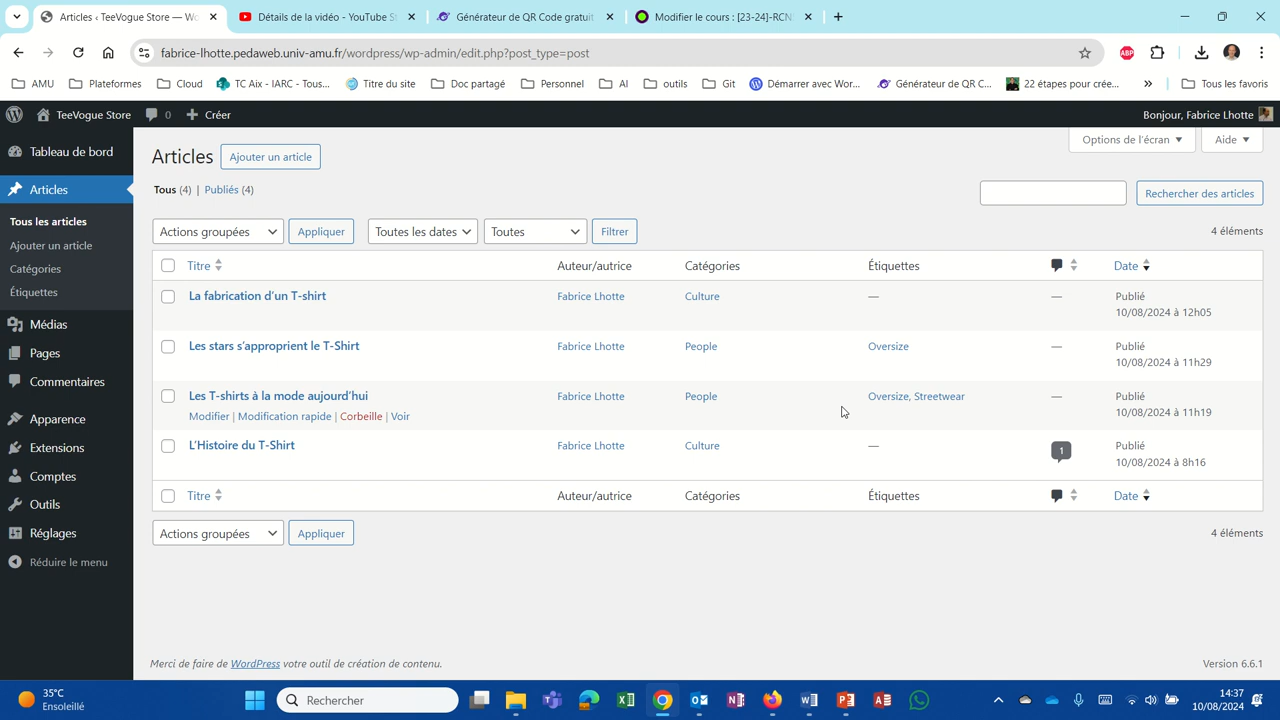 Articles ‹ TeeVogue Store — Wo
Détails de la vidéo - YouTube S
Générateur de QR Code gratuit
Modifier le cours : [23-24]-RCN
fabrice-lhotte.pedaweb.univ-amu.fr/wordpress/wp-admin/edit.php?post_type=post
ABP
AMU
Plateformes
Cloud
TC Aix - IARC - Tous...
Titre du site
Doc partagé
Personnel
AI
outils
Git
Démarrer avec Wor...
Générateur de QR C...
22 étapes pour crée...
Tous les favoris
TeeVogue Store
0
Créer
Bonjour, Fabrice Lhotte
Tableau de bord
Articles
Tous les articles
Ajouter un article
Catégories
Étiquettes
Médias
Pages
Commentaires
Apparence
Extensions
Comptes
Outils
Réglages
Réduire le menu
Options de l'écran
Aide
Articles
Ajouter un article
Tous (4) | Publiés (4)
Rechercher des articles
Actions groupées
Appliquer
Toutes les dates
Toutes
Filtrer
4 éléments
Titre
Auteur/autrice
Catégories
Étiquettes
Date
La fabrication d'un T-shirt
Fabrice Lhotte
Culture
—
—
Publié
10/08/2024 à 12h05
Les stars s'approprient le T-Shirt
Fabrice Lhotte
People
Oversize
—
Publié
10/08/2024 à 11h29
Les T-shirts à la mode aujourd'hui
Modifier | Modification rapide | Corbeille | Voir
Fabrice Lhotte
People
Oversize, Streetwear
—
Publié
10/08/2024 à 11h19
L'Histoire du T-Shirt
Fabrice Lhotte
Culture
—
1
Publié
10/08/2024 à 8h16
Titre
Auteur/autrice
Catégories
Étiquettes
Date
Actions groupées
Appliquer
4 éléments
Merci de faire de WordPress votre outil de création de contenu.
Version 6.6.1
35°C
Ensoleillé
Rechercher
14:37
10/08/2024